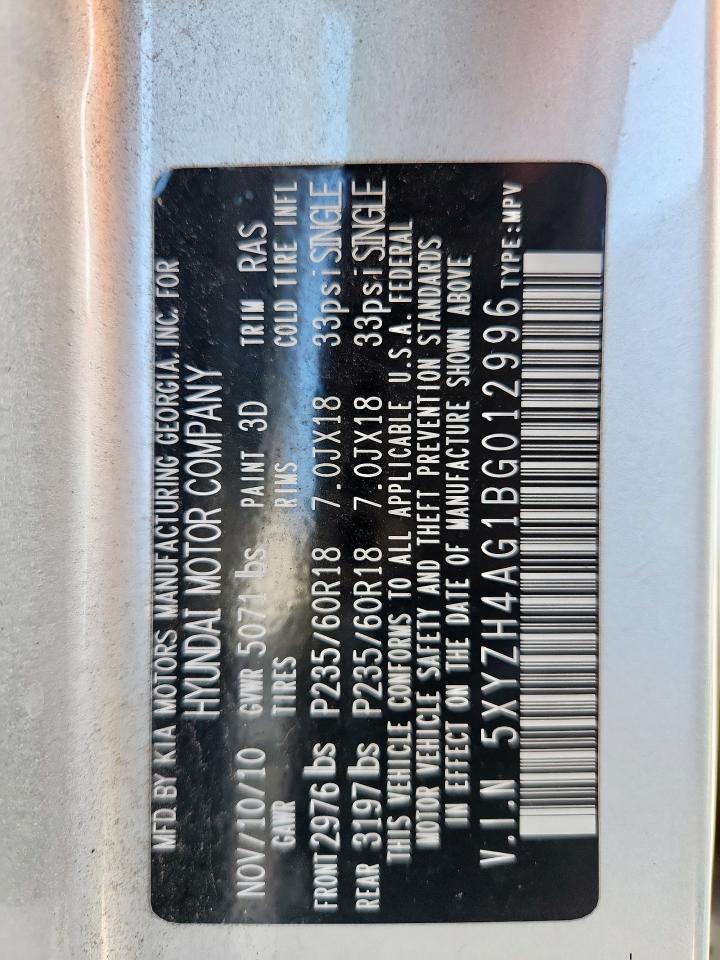 MFD BY KIA MOTORS MANUFACTURING GEORGIA, INC. FOR
HYUNDAI MOTOR COMPANY
NOV/10/10 GVWR 5071 lbs PAINT 3D TRIM RAS
GAWR TIRES RIMS COLD TIRE INFL
FRONT 2976 lbs P235/60R18 7.0JX18 33psi SINGLE
REAR 3197 lbs P235/60R18 7.0JX18 33psi SINGLE
THIS VEHICLE CONFORMS TO ALL APPLICABLE U.S.A. FEDERAL
MOTOR VEHICLE SAFETY AND THEFT PREVENTION STANDARDS
IN EFFECT ON THE DATE OF MANUFACTURE SHOWN ABOVE
V.I.N 5XYZH4AG1BG012996 TYPE:MPV